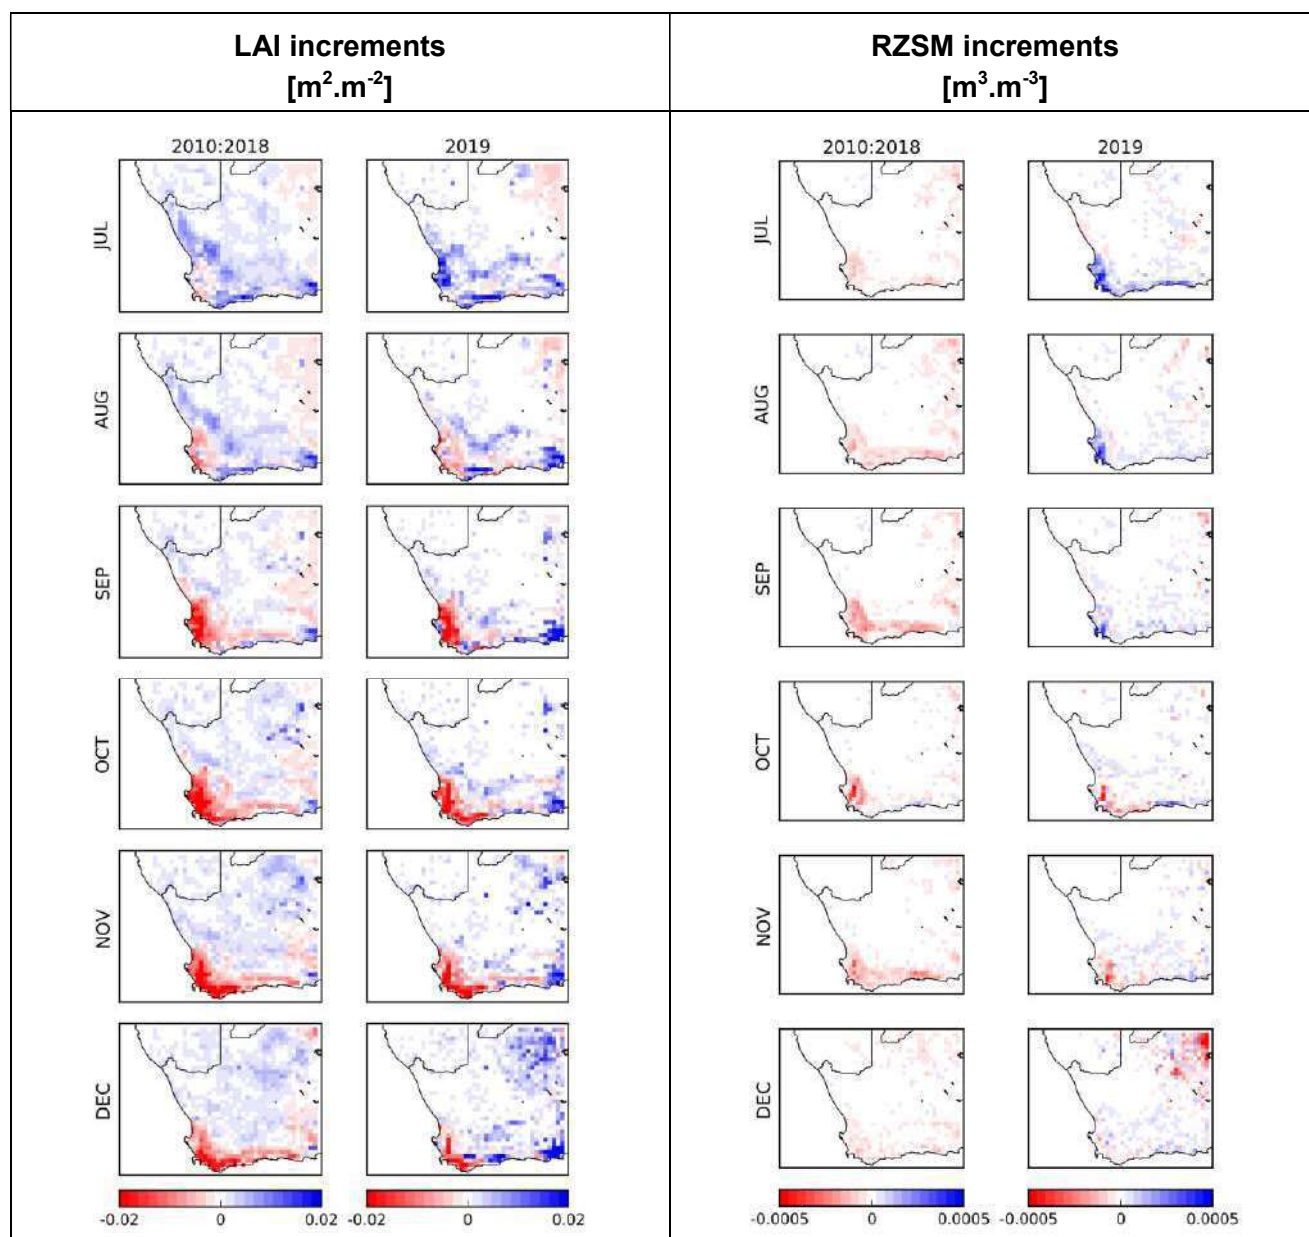 LAI increments
[m².m⁻²]
RZSM increments
[m³.m⁻³]
2010:2018
2019
2010:2018
2019
JUL
JUL
AUG
AUG
SEP
SEP
OCT
OCT
NOV
NOV
DEC
DEC
-0.02 0 0.02 -0.02 0 0.02
-0.0005 0 0.0005 -0.0005 0 0.0005